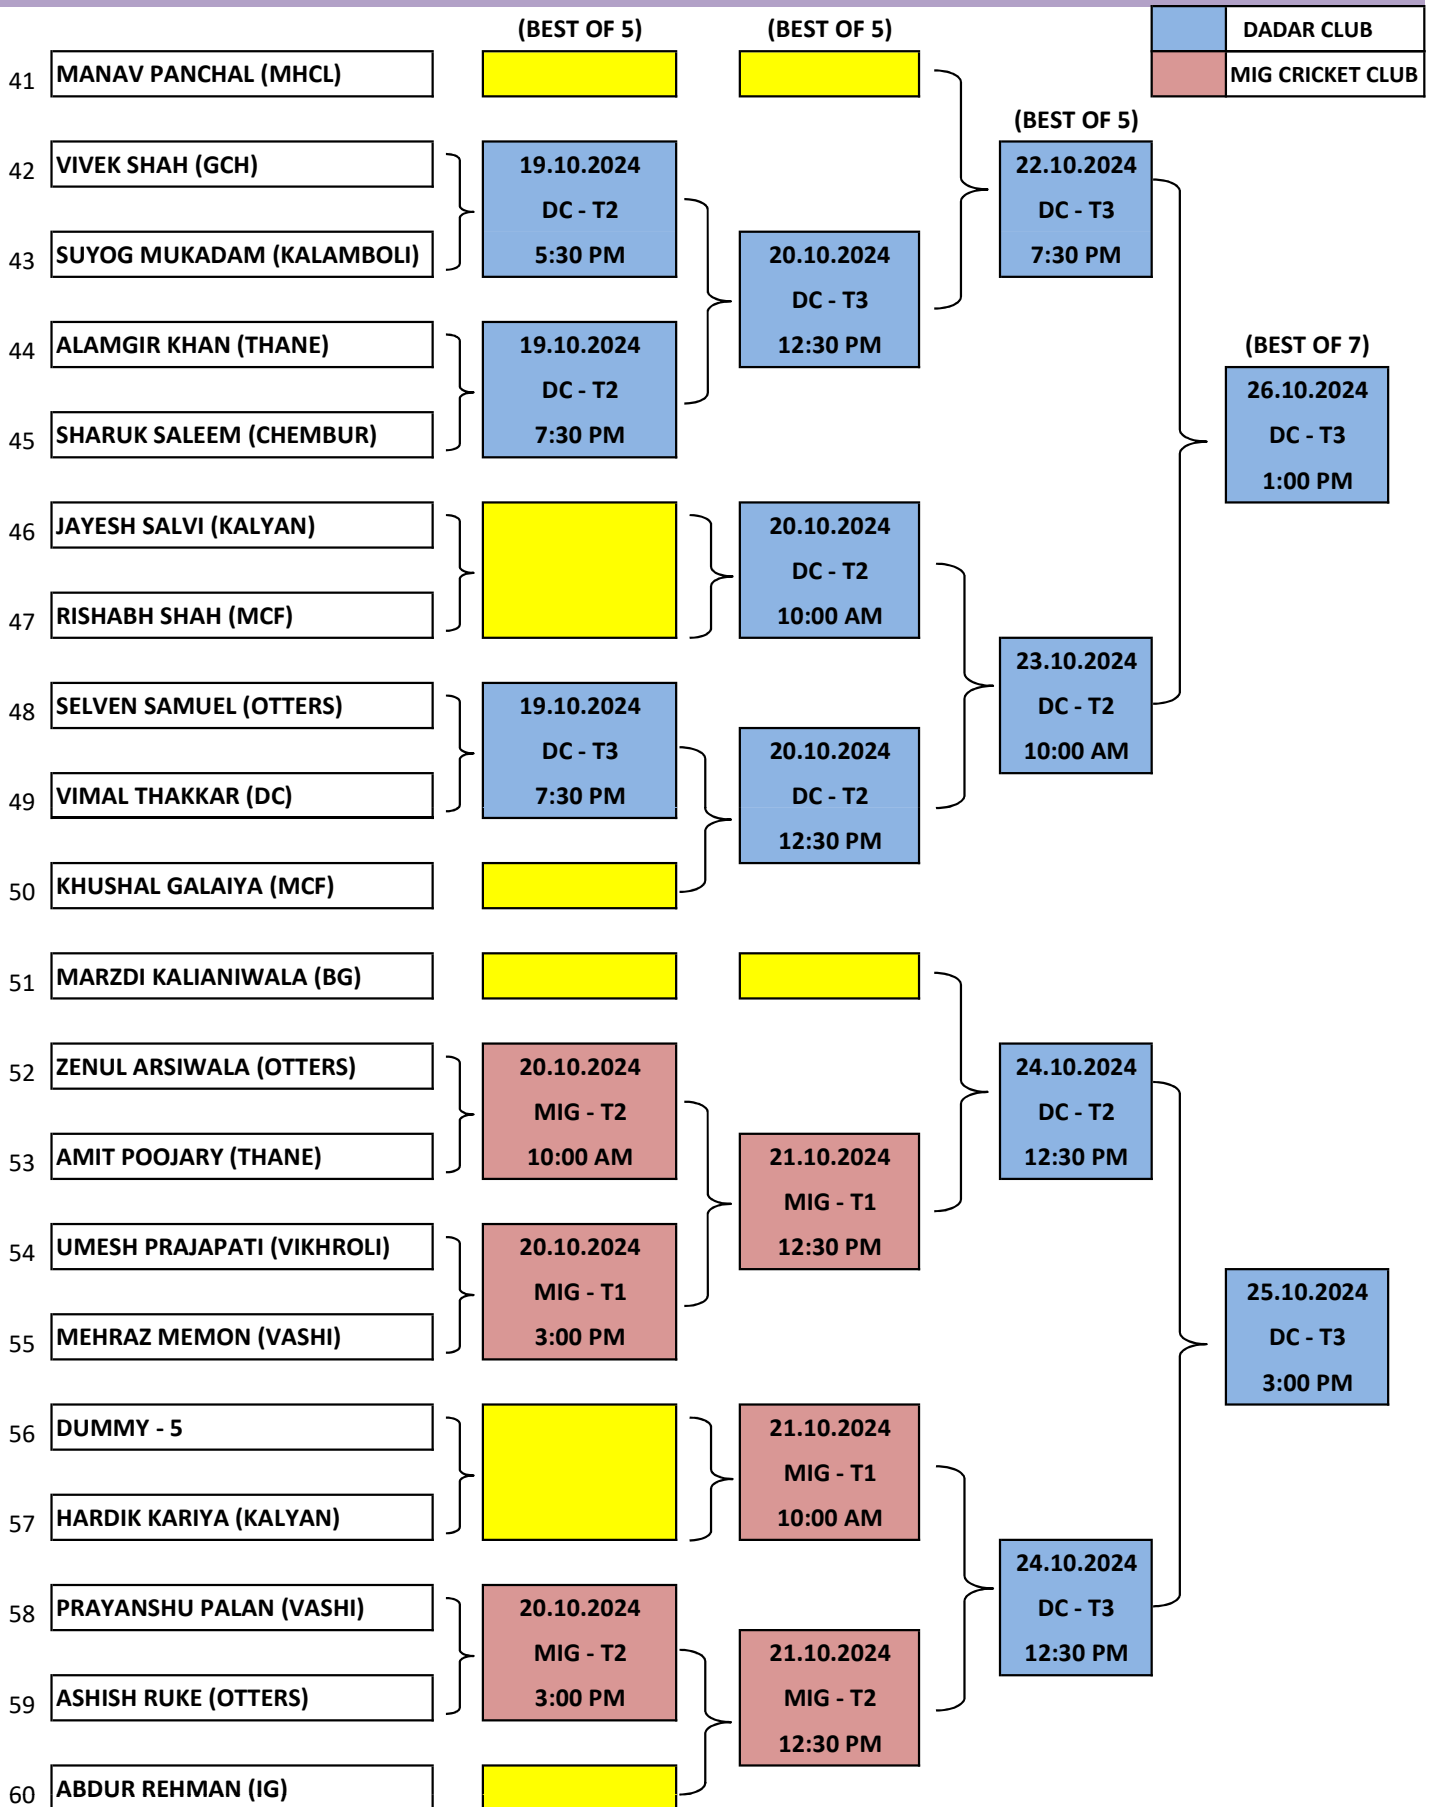 (BEST OF 5) (BEST OF 5) DADAR CLUB
41 MANAV PANCHAL (MHCL) MIG CRICKET CLUB
(BEST OF 5)
42 VIVEK SHAH (GCH) 19.10.2024 22.10.2024
DC - T2 DC - T3
43 SUYOG MUKADAM (KALAMBOLI) 5:30 PM 20.10.2024 7:30 PM
DC - T3
44 ALAMGIR KHAN (THANE) 19.10.2024 12:30 PM (BEST OF 7)
DC - T2 26.10.2024
45 SHARUK SALEEM (CHEMBUR) 7:30 PM DC - T3
1:00 PM
46 JAYESH SALVI (KALYAN) 20.10.2024
DC - T2
47 RISHABH SHAH (MCF) 10:00 AM
23.10.2024
48 SELVEN SAMUEL (OTTERS) 19.10.2024 DC - T2
DC - T3 20.10.2024 10:00 AM
49 VIMAL THAKKAR (DC) 7:30 PM DC - T2
12:30 PM
50 KHUSHAL GALAIYA (MCF)
51 MARZDI KALIANIWALA (BG)
52 ZENUL ARSIWALA (OTTERS) 20.10.2024 24.10.2024
MIG - T2 DC - T2
53 AMIT POOJARY (THANE) 10:00 AM 21.10.2024 12:30 PM
MIG - T1
54 UMESH PRAJAPATI (VIKHROLI) 20.10.2024 12:30 PM
MIG - T1 25.10.2024
55 MEHRAZ MEMON (VASHI) 3:00 PM DC - T3
3:00 PM
56 DUMMY - 5 21.10.2024
MIG - T1
57 HARDIK KARIYA (KALYAN) 10:00 AM
24.10.2024
58 PRAYANSHU PALAN (VASHI) 20.10.2024 DC - T3
MIG - T2 21.10.2024 12:30 PM
59 ASHISH RUKE (OTTERS) 3:00 PM MIG - T2
12:30 PM
60 ABDUR REHMAN (IG)